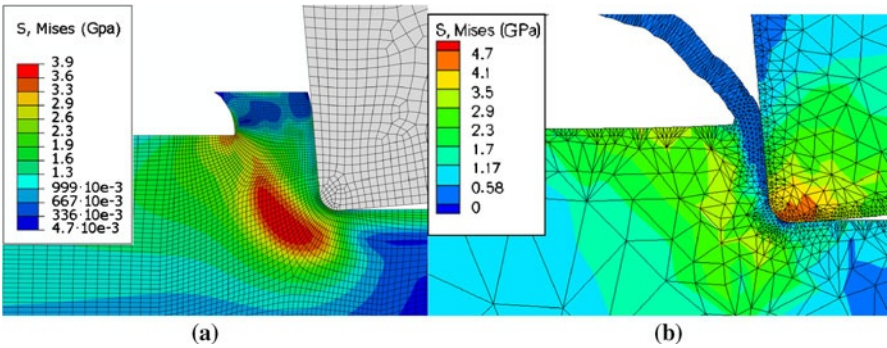 S, Mises (Gpa)
3.9
3.6
3.3
2.9
2.6
2.3
1.9
1.6
1.3
999·10e-3
667·10e-3
336·10e-3
4.7·10e-3
S, Mises (GPa)
4.7
4.1
3.5
2.9
2.3
1.17
0.58
0
(a)
(b)